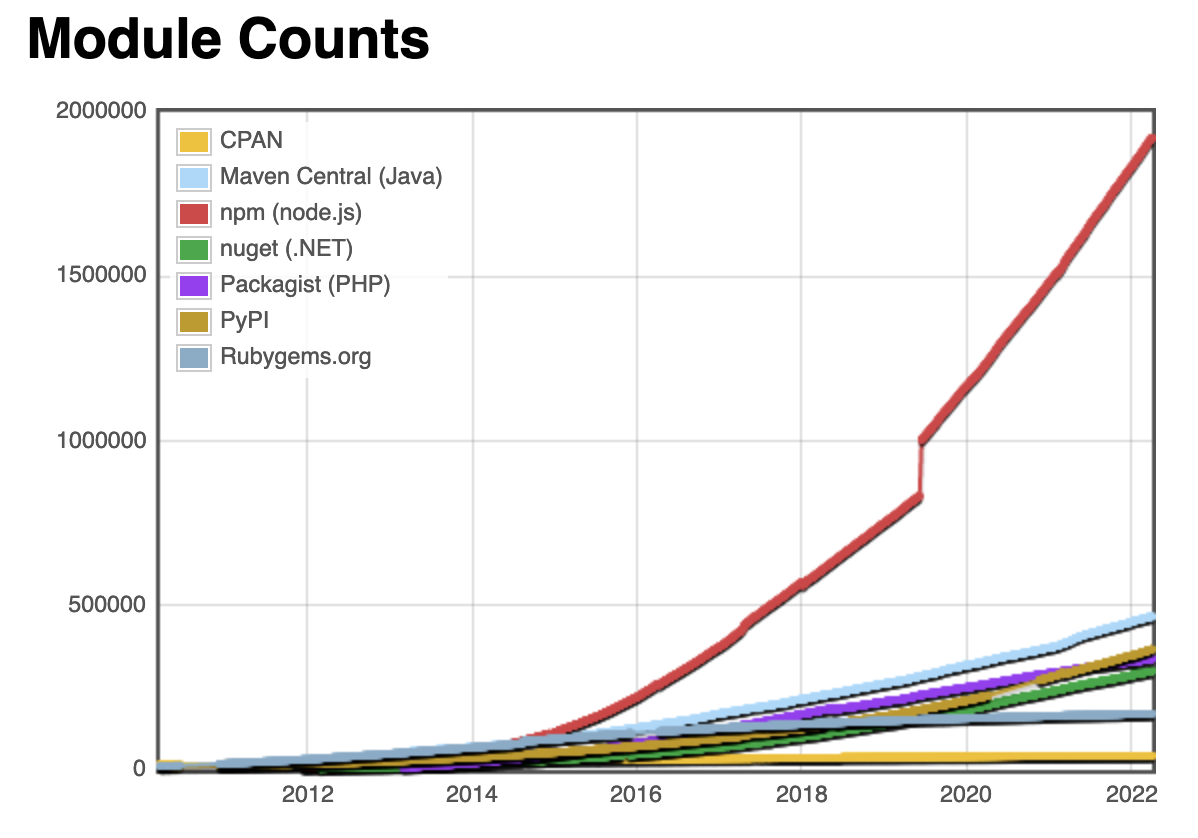 Module Counts
2000000
1500000
1000000
500000
0
CPAN
Maven Central (Java)
npm (node.js)
nuget (.NET)
Packagist (PHP)
PyPI
Rubygems.org
2012 2014 2016 2018 2020 2022